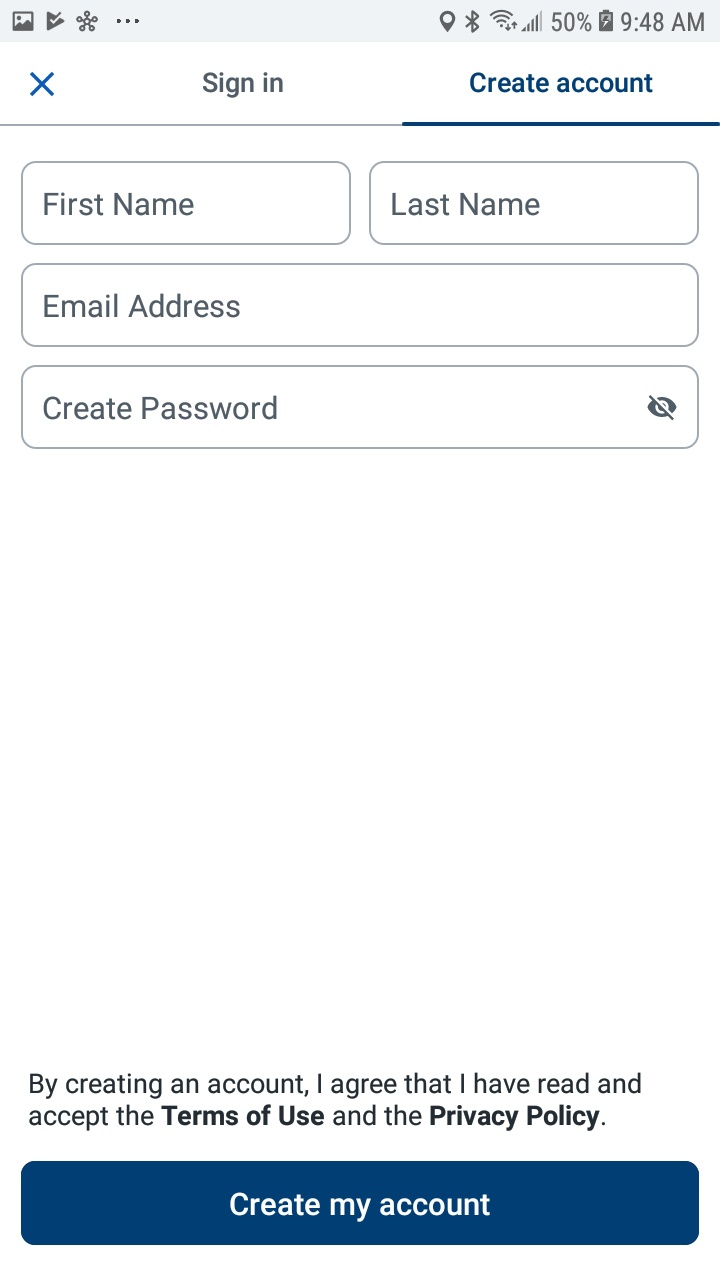 50% 9:48 AM
Sign in
Create account
First Name
Last Name
Email Address
Create Password
By creating an account, I agree that I have read and
accept the Terms of Use and the Privacy Policy.
Create my account